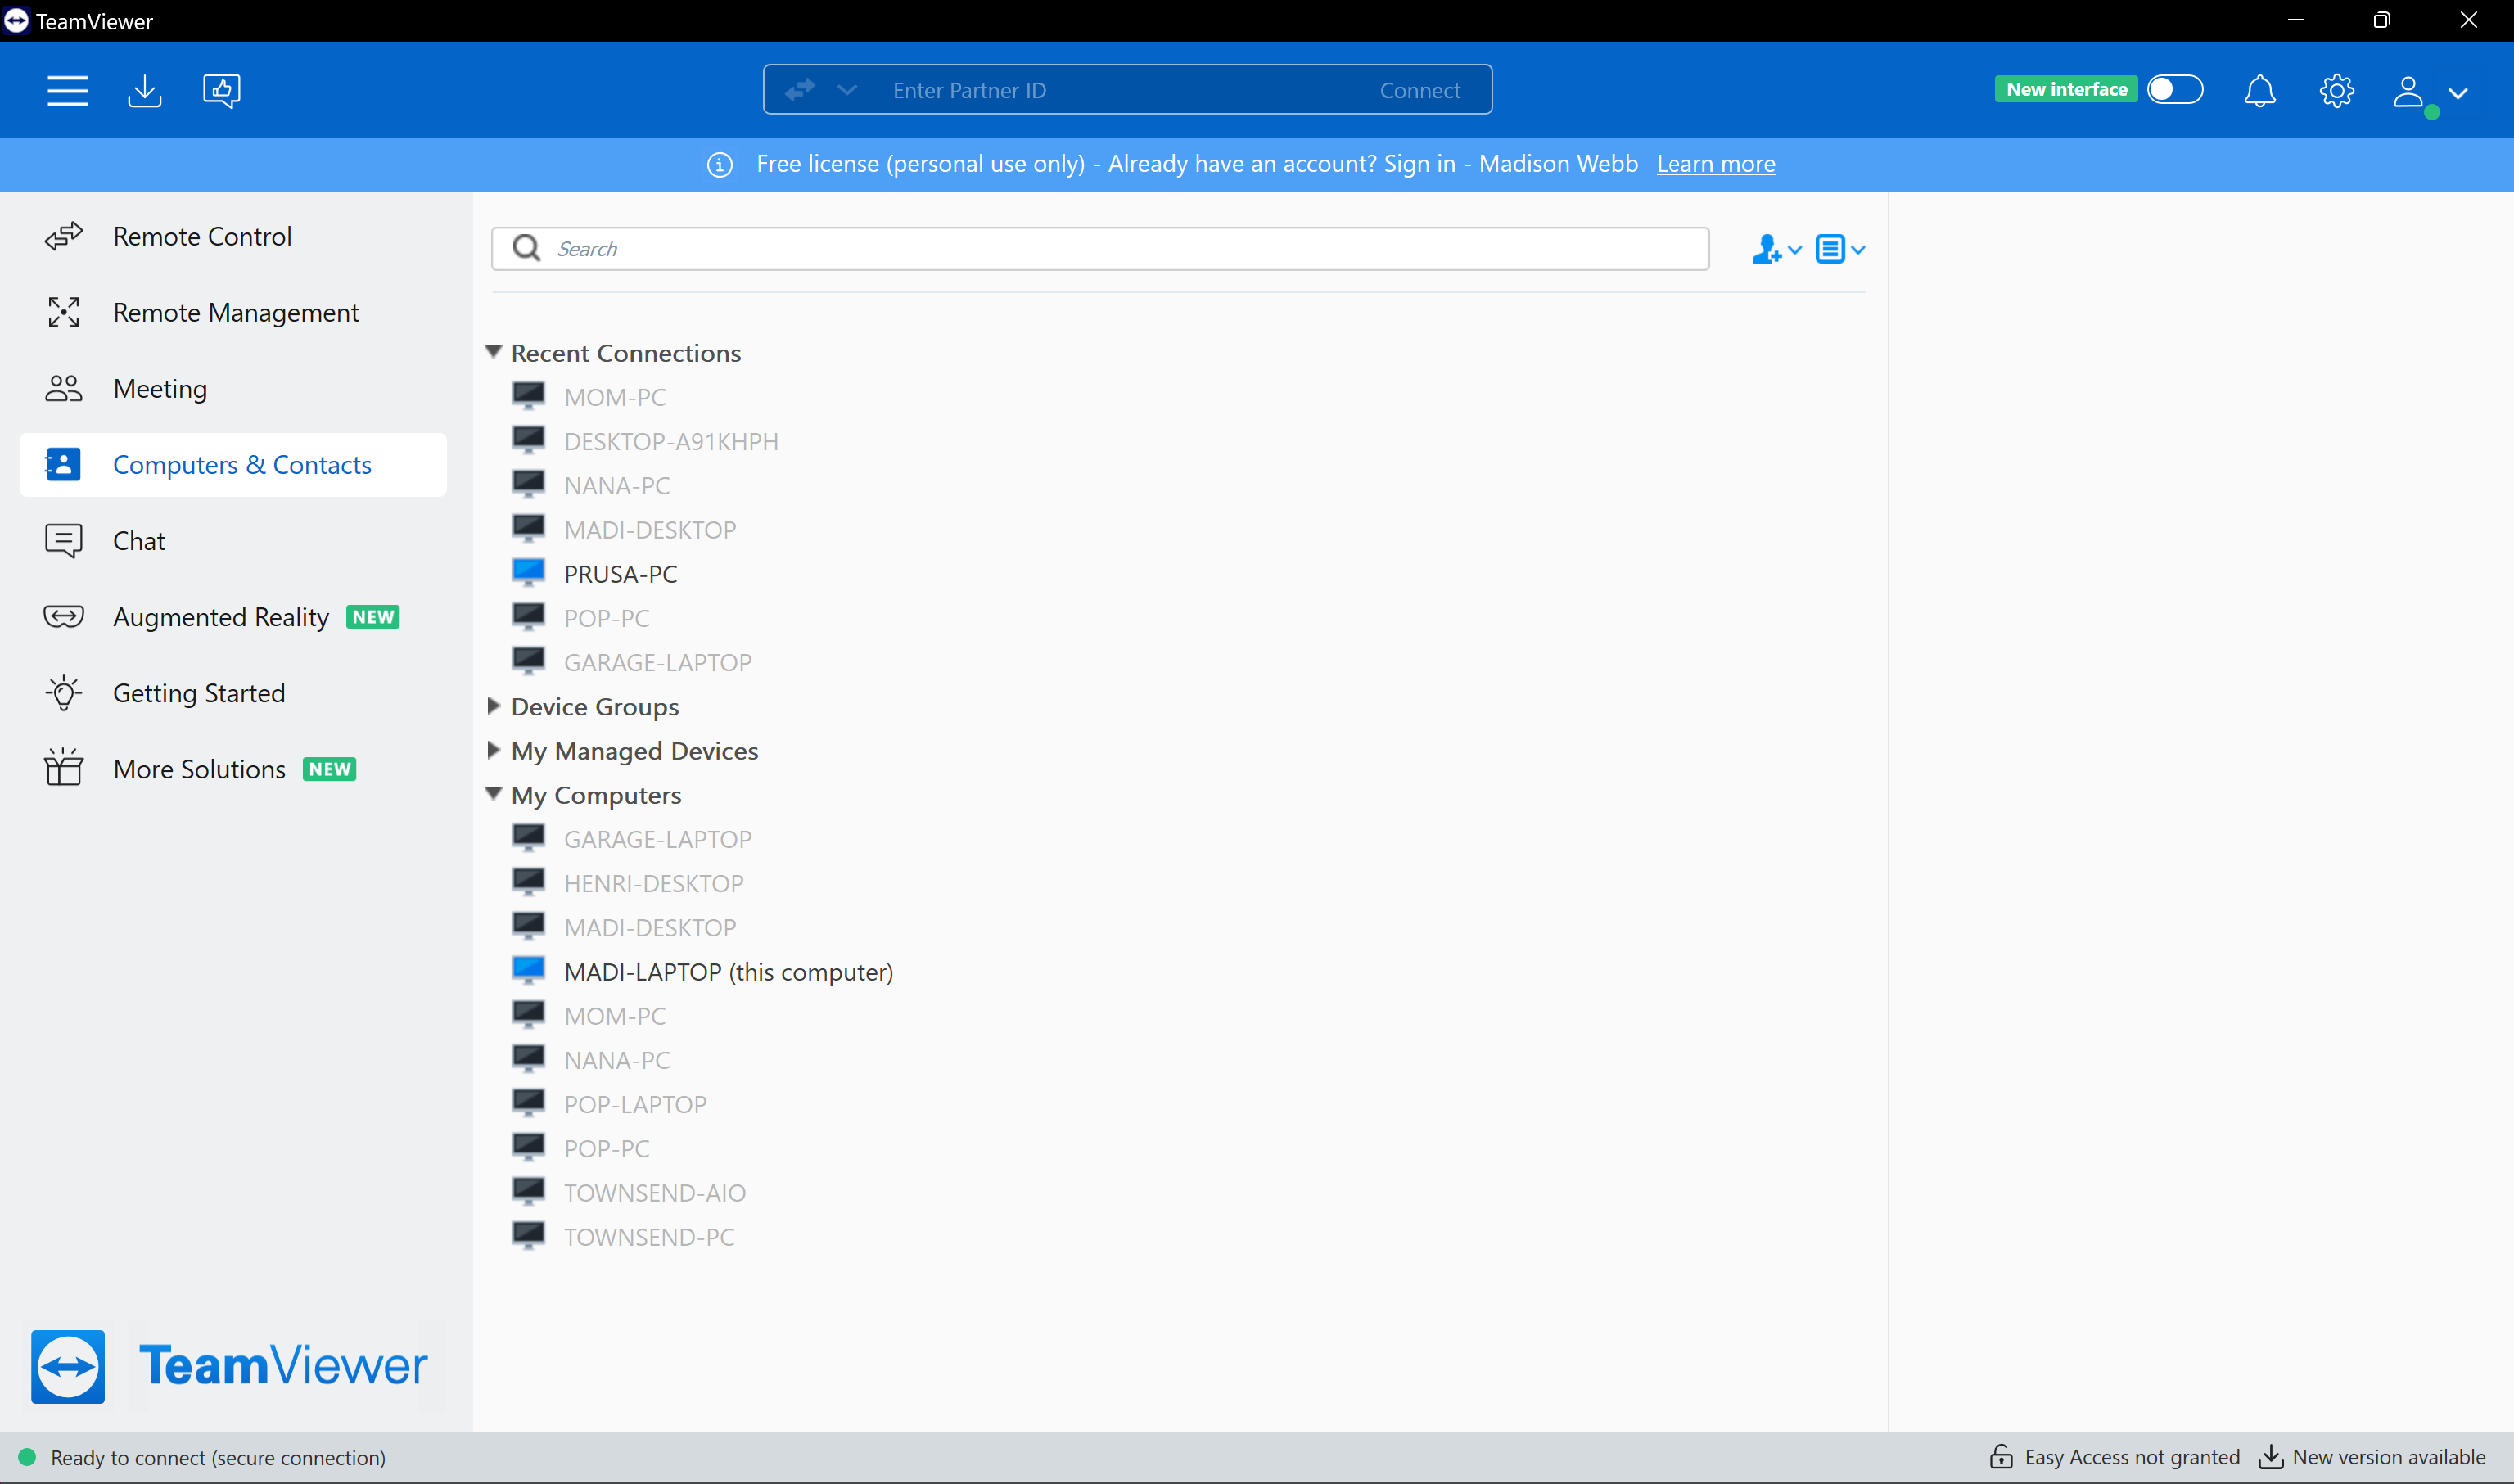 TeamViewer
Enter Partner ID
Connect
New interface
Free license (personal use only) - Already have an account? Sign in - Madison Webb Learn more
Remote Control
Remote Management
Meeting
Computers & Contacts
Chat
Augmented Reality NEW
Getting Started
More Solutions NEW
Search
Recent Connections
MOM-PC
DESKTOP-A91KHPH
NANA-PC
MADI-DESKTOP
PRUSA-PC
POP-PC
GARAGE-LAPTOP
Device Groups
My Managed Devices
My Computers
GARAGE-LAPTOP
HENRI-DESKTOP
MADI-DESKTOP
MADI-LAPTOP (this computer)
MOM-PC
NANA-PC
POP-LAPTOP
POP-PC
TOWNSEND-AIO
TOWNSEND-PC
TeamViewer
Ready to connect (secure connection)
Easy Access not granted
New version available